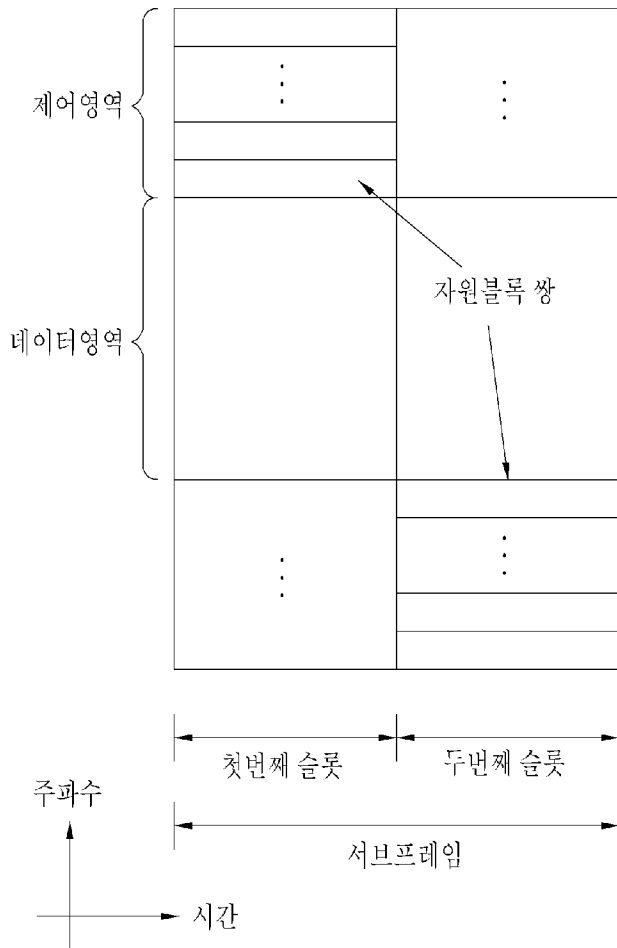 제어영역
자원블록 쌍
데이터영역
첫번째 슬롯
두번째 슬롯
주파수
서브프레임
시간